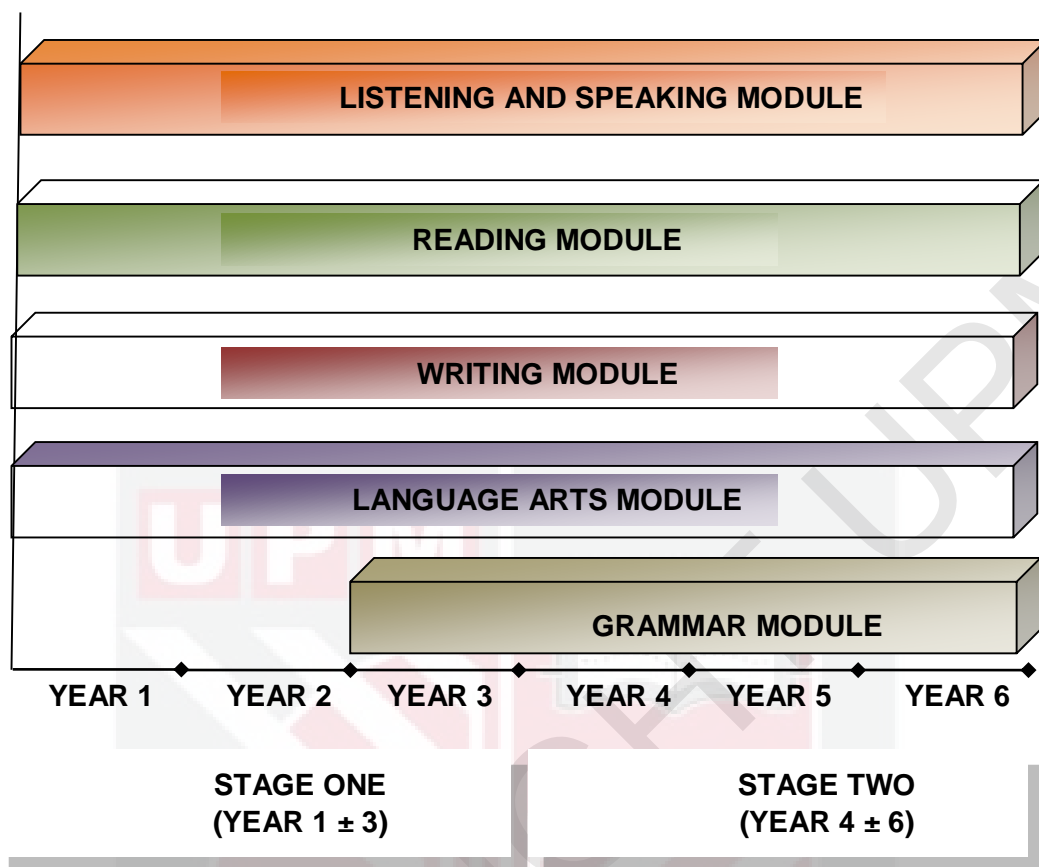 LISTENING AND SPEAKING MODULE
READING MODULE
WRITING MODULE
LANGUAGE ARTS MODULE
UPM
GRAMMAR MODULE
YEAR 1 YEAR 2 YEAR 3 YEAR 4 YEAR 5 YEAR 6
STAGE ONE
(YEAR 1 ± 3)
STAGE TWO
(YEAR 4 ± 6)